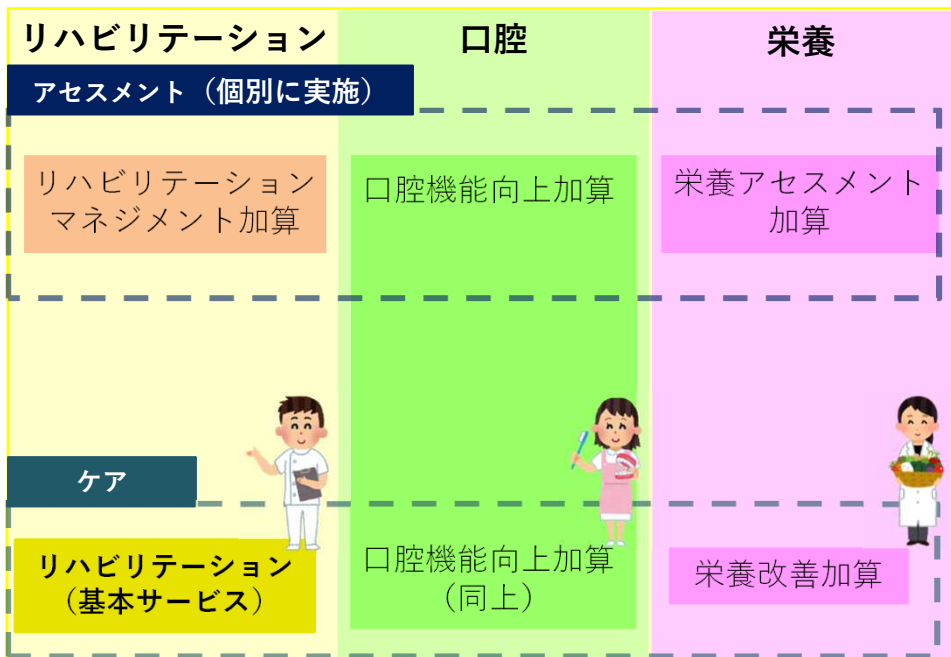 リハビリテーション
口腔
栄養
アセスメント（個別に実施）
リハビリテーション
マネジメント加算
口腔機能向上加算
栄養アセスメント
加算
ケア
リハビリテーション
（基本サービス）
口腔機能向上加算
（同上）
栄養改善加算